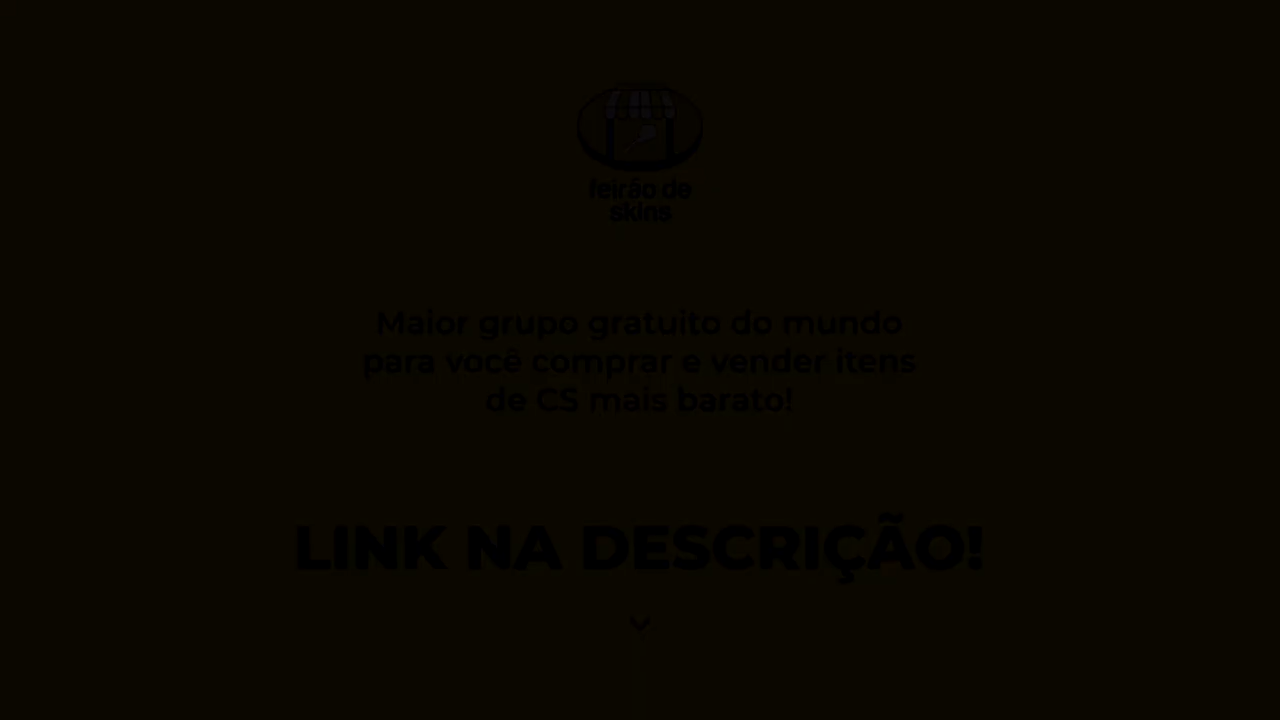 feirão de
skins
Maior grupo gratuito do mundo
para você comprar e vender itens
de CS mais barato!
LINK NA DESCRIÇÃO!